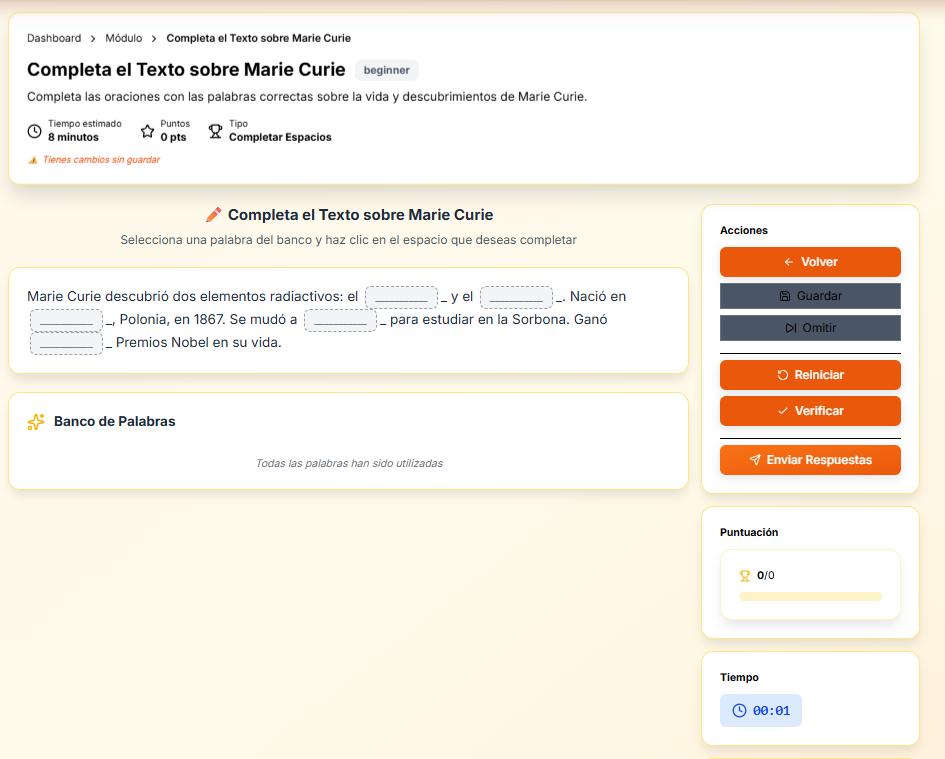 Dashboard > Módulo > Completa el Texto sobre Marie Curie
Completa el Texto sobre Marie Curie beginner
Completa las oraciones con las palabras correctas sobre la vida y descubrimientos de Marie Curie.
Tiempo estimado
8 minutos
Puntos
0 pts
Tipo
Completar Espacios
Tienes cambios sin guardar
Completa el Texto sobre Marie Curie
Selecciona una palabra del banco y haz clic en el espacio que deseas completar
Marie Curie descubrió dos elementos radiactivos: el ________ _ y el ________ _. Nació en
________ _, Polonia, en 1867. Se mudó a ________ _ para estudiar en la Sorbona. Ganó
________ _ Premios Nobel en su vida.
Banco de Palabras
Todas las palabras han sido utilizadas
Acciones
Volver
Guardar
Omitir
Reiniciar
Verificar
Enviar Respuestas
Puntuación
0/0
Tiempo
00:01